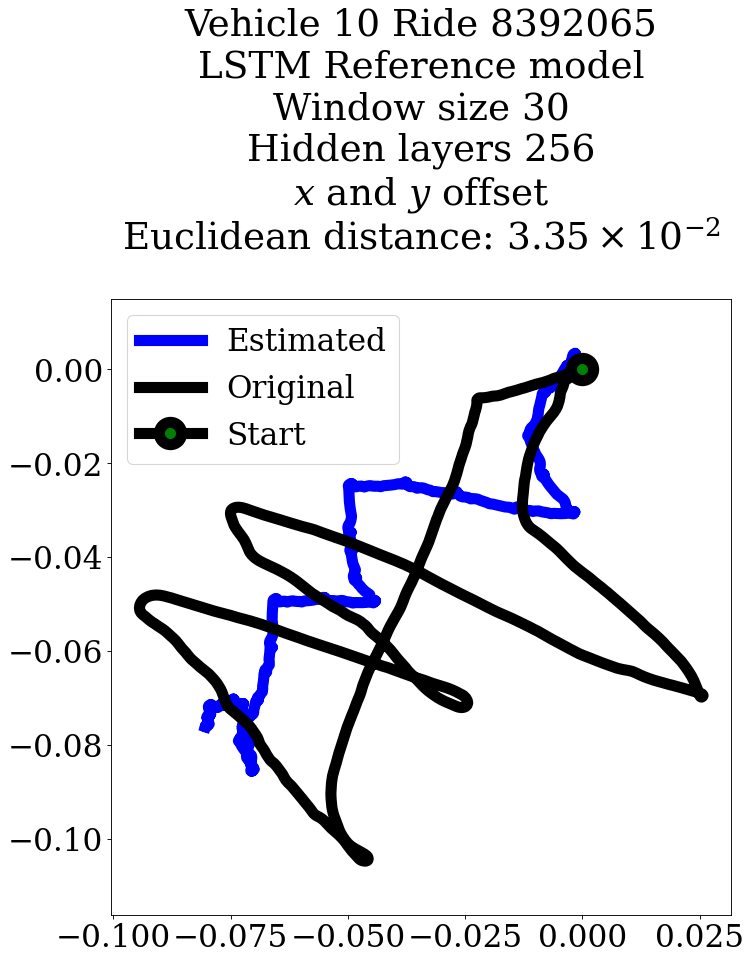 Vehicle 10 Ride 8392065
LSTM Reference model
Window size 30
Hidden layers 256
x and y offset
Euclidean distance: 3.35 × 10⁻²
Estimated
Original
Start
0.00
−0.02
−0.04
−0.06
−0.08
−0.10
−0.100 −0.075 −0.050 −0.025 0.000 0.025